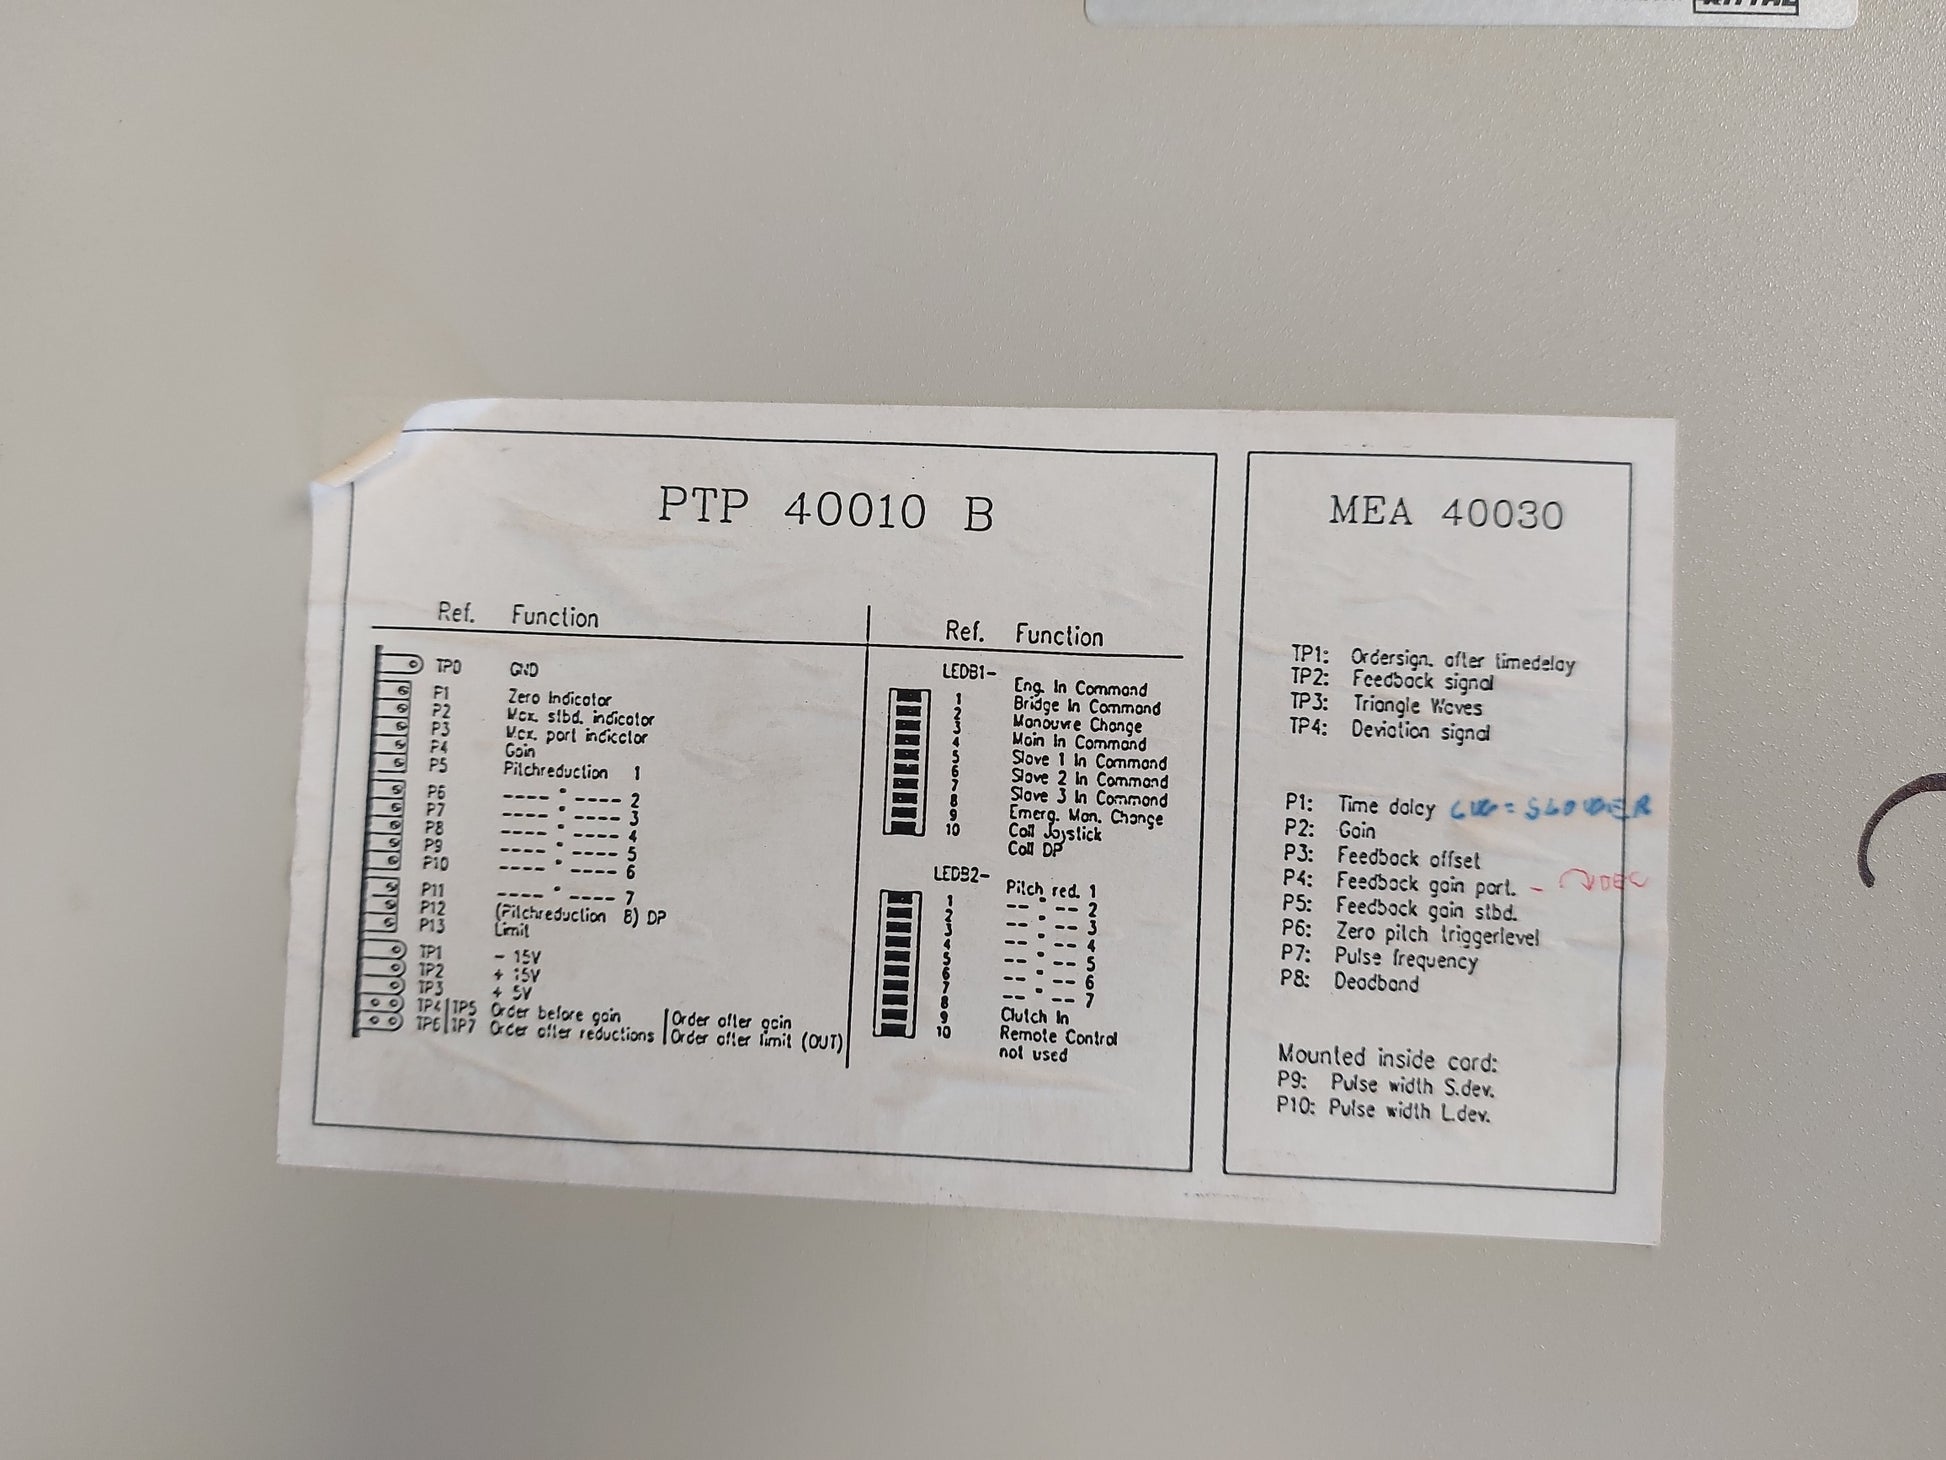 PTP 40010 B
Ref. Function
TP0 GND
P1 Zero Indicator
P2 Max. stbd. indicator
P3 Max. port indicator
P4 Gain
P5 Pitchreduction 1
P6 ---- " ---- 2
P7 ---- " ---- 3
P8 ---- " ---- 4
P9 ---- " ---- 5
P10 ---- " ---- 6
P11 ---- " ---- 7
P12 (Pitchreduction 8) DP
P13 Limit
TP1 - 15V
TP2 + 15V
TP3 + 5V
TP4|TP5 Order before gain |Order after gain
TP6|TP7 Order after reductions |Order after limit (OUT)
Ref. Function
LEDB1-
1 Eng. In Command
2 Bridge In Command
3 Manouvre Change
4 Main In Command
5 Slave 1 In Command
6 Slave 2 In Command
7 Slave 3 In Command
8 Emerg. Man. Change
9 Call Joystick
10 Call DP
LEDB2-
1 Pitch red. 1
2 -- " -- 2
3 -- " -- 3
4 -- " -- 4
5 -- " -- 5
6 -- " -- 6
7 -- " -- 7
8 Clutch In
9 Remote Control
10 not used
MEA 40030
TP1: Ordersign. after timedelay
TP2: Feedback signal
TP3: Triangle Waves
TP4: Deviation signal
P1: Time dalay = SLOWER
P2: Gain
P3: Feedback offset
P4: Feedback gain port. -
P5: Feedback gain stbd.
P6: Zero pitch triggerlevel
P7: Pulse frequency
P8: Deadband
Mounted inside card:
P9: Pulse width S.dev.
P10: Pulse width L.dev.